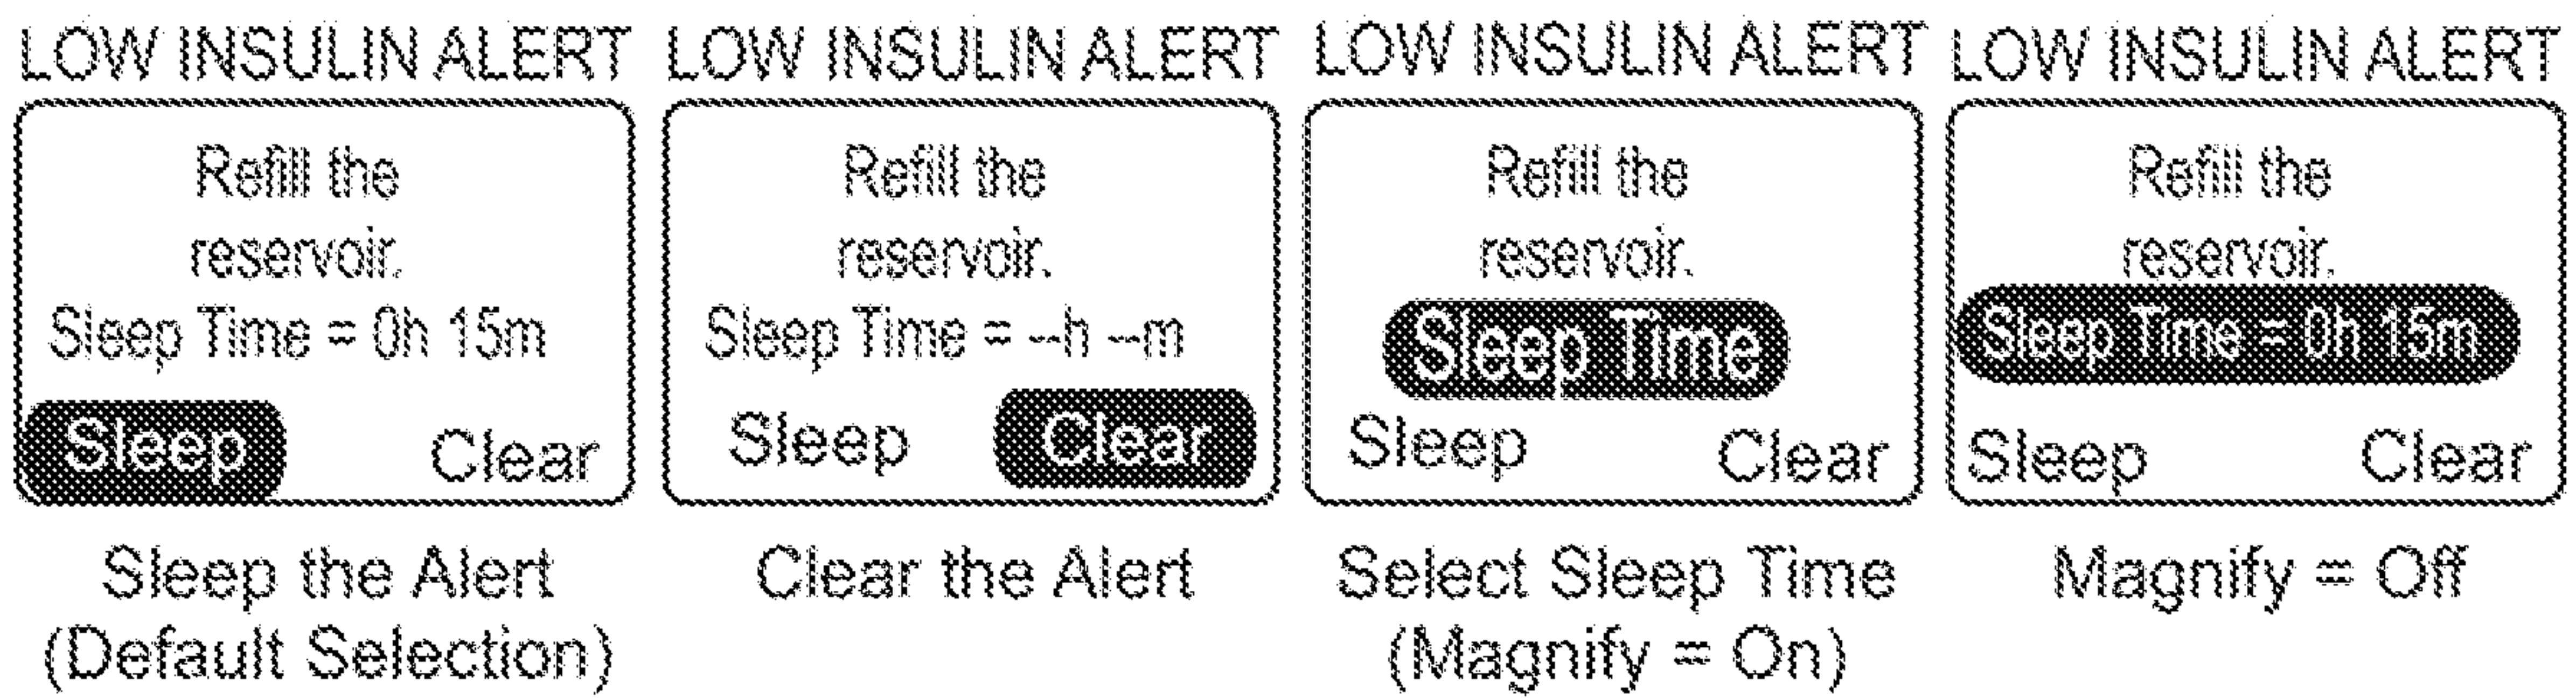 LOW INSULIN ALERT
Refill the
reservoir.
Sleep Time = 0h 15m
Sleep Clear
Sleep the Alert
(Default Selection)
LOW INSULIN ALERT
Refill the
reservoir.
Sleep Time = --h --m
Sleep Clear
Clear the Alert
LOW INSULIN ALERT
Refill the
reservoir.
Sleep Time
Sleep Clear
Select Sleep Time
(Magnify = On)
LOW INSULIN ALERT
Refill the
reservoir.
Sleep Time = 0h 15m
Sleep Clear
Magnify = Off